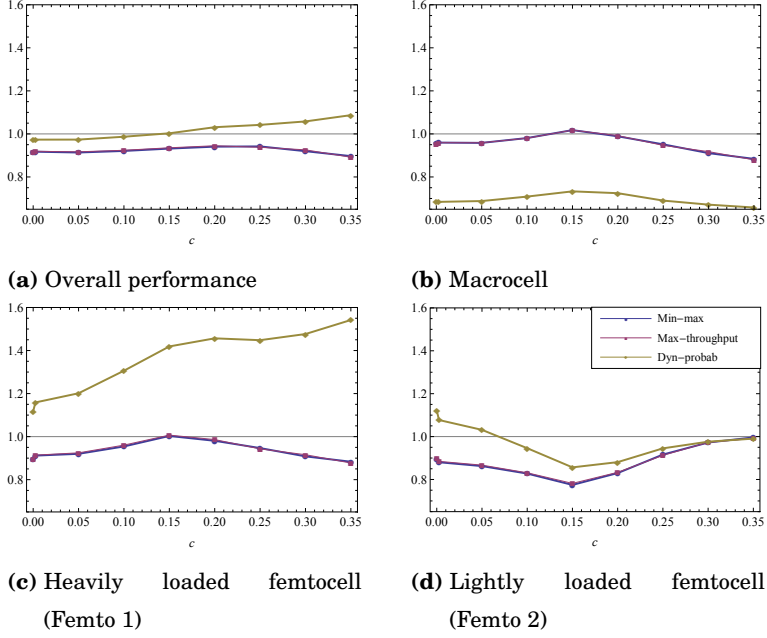 1.6
1.4
1.2
1.0
0.8
0.00 0.05 0.10 0.15 0.20 0.25 0.30 0.35
c
(a) Overall performance
1.6
1.4
1.2
1.0
0.8
0.00 0.05 0.10 0.15 0.20 0.25 0.30 0.35
c
(b) Macrocell
1.6
1.4
1.2
1.0
0.8
0.00 0.05 0.10 0.15 0.20 0.25 0.30 0.35
c
(c) Heavily loaded femtocell
(Femto 1)
1.6
1.4
1.2
1.0
0.8
Min-max
Max-throughput
Dyn-probab
0.00 0.05 0.10 0.15 0.20 0.25 0.30 0.35
c
(d) Lightly loaded femtocell
(Femto 2)